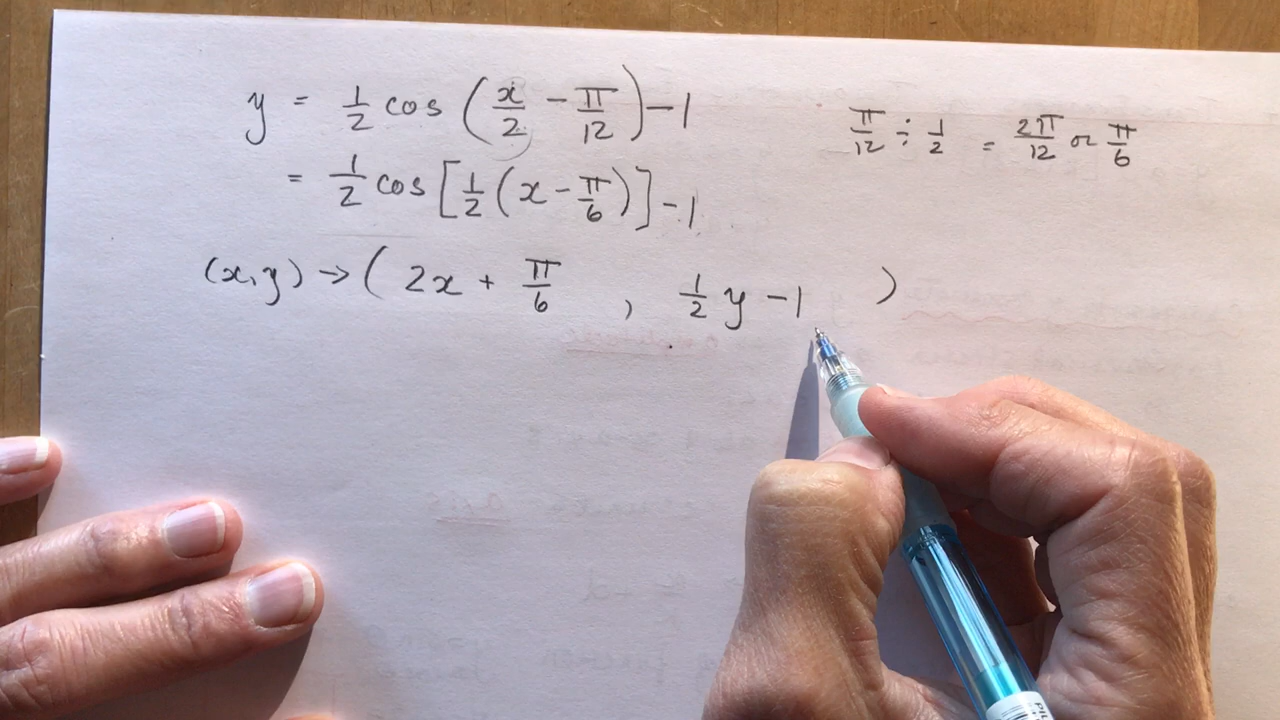 y = 1/2 cos (x/2 - π/12) - 1
π/12 ÷ 1/2 = 2π/12 or π/6
= 1/2 cos [1/2 (x - π/6)] - 1
(x, y) → ( 2x + π/6 , 1/2 y - 1 )